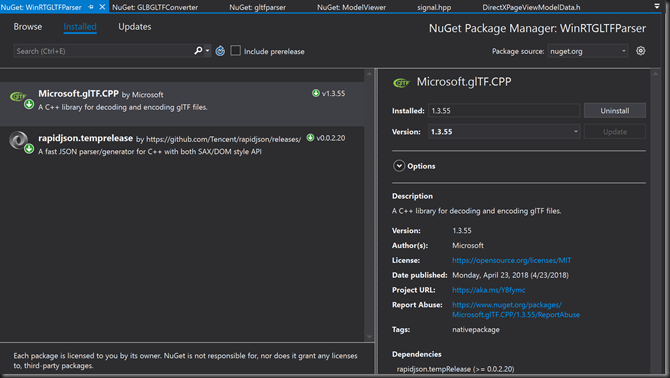 NuGet: WinRTGLTFParser
NuGet: GLBGLTFConverter
NuGet: gltfparser
NuGet: ModelViewer
signal.hpp
DirectXPageViewModelData.h
Browse
Installed
Updates
NuGet Package Manager: WinRTGLTFParser
Search (Ctrl+E)
Include prerelease
Package source: nuget.org
Microsoft.glTF.CPP by Microsoft
v1.3.55
A C++ library for decoding and encoding glTF files.
rapidjson.temprelease by https://github.com/Tencent/rapidjson/releases/
v0.0.2.20
A fast JSON parser/generator for C++ with both SAX/DOM style API
Each package is licensed to you by its owner. NuGet is not responsible for, nor does it grant any licenses
to, third-party packages.
Microsoft.glTF.CPP
Installed: 1.3.55
Uninstall
Version: 1.3.55
Update
Options
Description
A C++ library for decoding and encoding glTF files.
Version: 1.3.55
Author(s): Microsoft
License: https://opensource.org/licenses/MIT
Date published: Monday, April 23, 2018 (4/23/2018)
Project URL: https://aka.ms/Y8fymc
Report Abuse: https://www.nuget.org/packages/
Microsoft.glTF.CPP/1.3.55/ReportAbuse
Tags: nativepackage
Dependencies
rapidjson.tempRelease (>= 0.0.2.20)